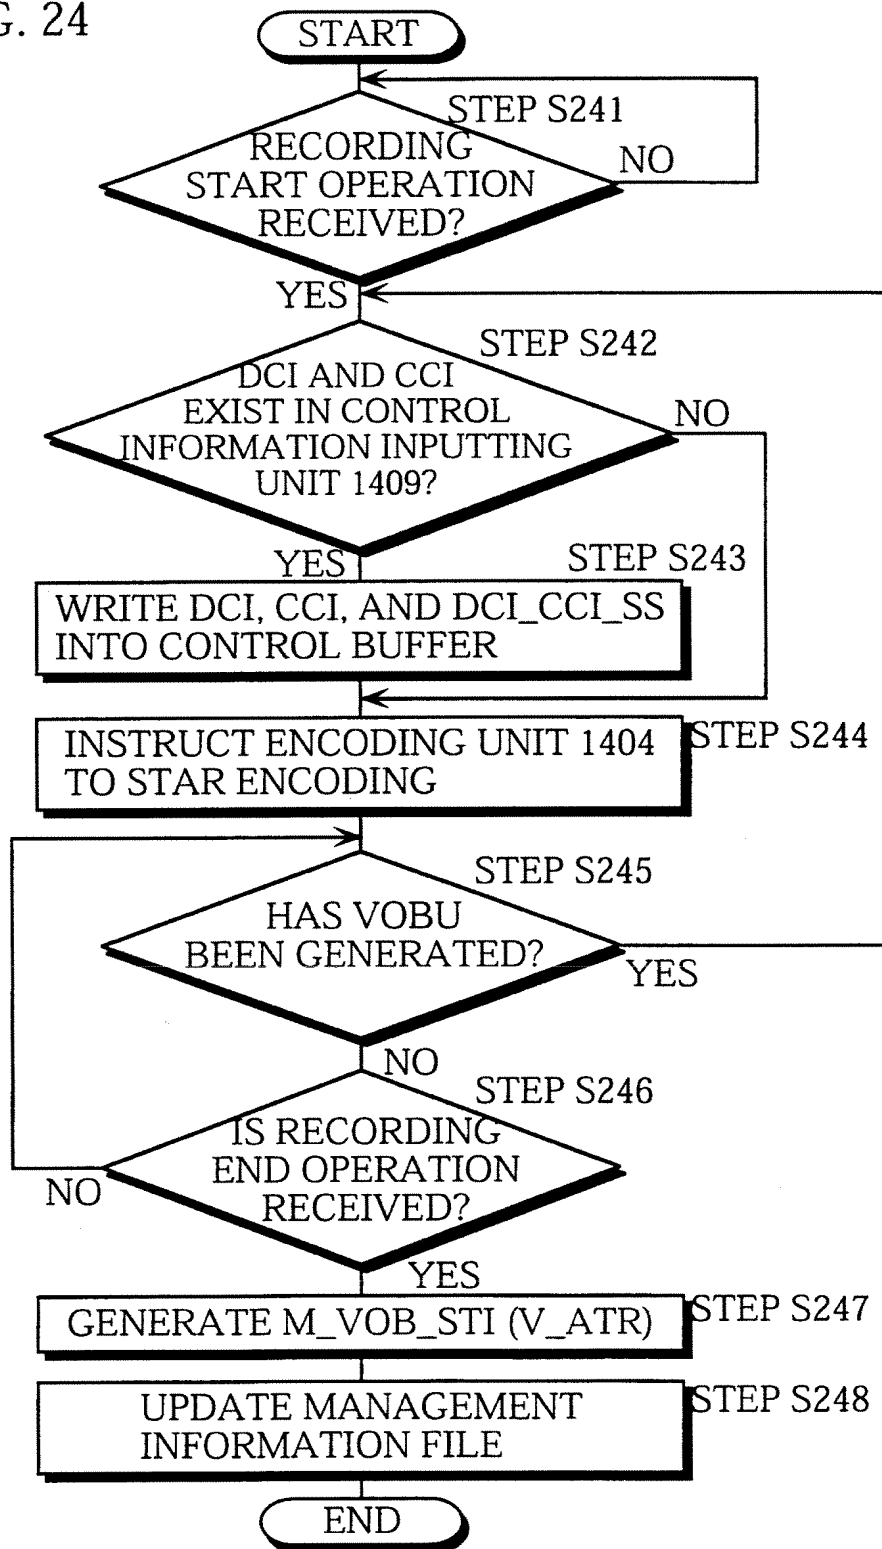 G. 24
START
STEP S241
RECORDING
START OPERATION
RECEIVED?
NO
YES
STEP S242
DCI AND CCI
EXIST IN CONTROL
INFORMATION INPUTTING
UNIT 1409?
NO
YES
STEP S243
WRITE DCI, CCI, AND DCI_CCI_SS
INTO CONTROL BUFFER
INSTRUCT ENCODING UNIT 1404
TO STAR ENCODING
STEP S244
STEP S245
HAS VOBU
BEEN GENERATED?
YES
NO
STEP S246
IS RECORDING
END OPERATION
RECEIVED?
NO
YES
GENERATE M_VOB_STI (V_ATR)
STEP S247
UPDATE MANAGEMENT
INFORMATION FILE
STEP S248
END